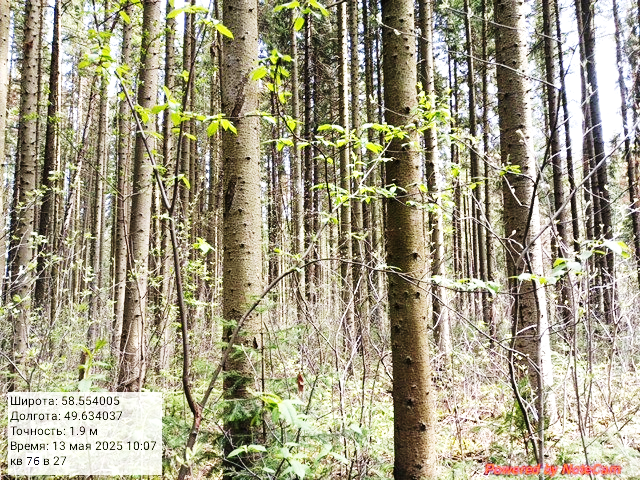 Широта: 58.554005
Долгота: 49.634037
Точность: 1.9 м
Время: 13 мая 2025 10:07
кв 76 в 27
Powered by NoteCam